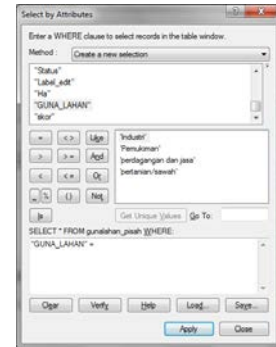 Select by Attributes
Enter a WHERE clause to select records in the table window.
Method : Create a new selection
"Status"
"Label_edit"
"Ha"
"GUNA_LAHAN"
"skor"
= < > Like
> > = And
< < = Or
_ % () Not
Is
'Industri'
'Pemukiman'
'perdagangan dan jasa'
'pertanian/sawah'
Get Unique Values Go To:
SELECT * FROM gunalahan_pisah WHERE:
"GUNA_LAHAN" =
Clear Verify Help Load... Save...
Apply Close